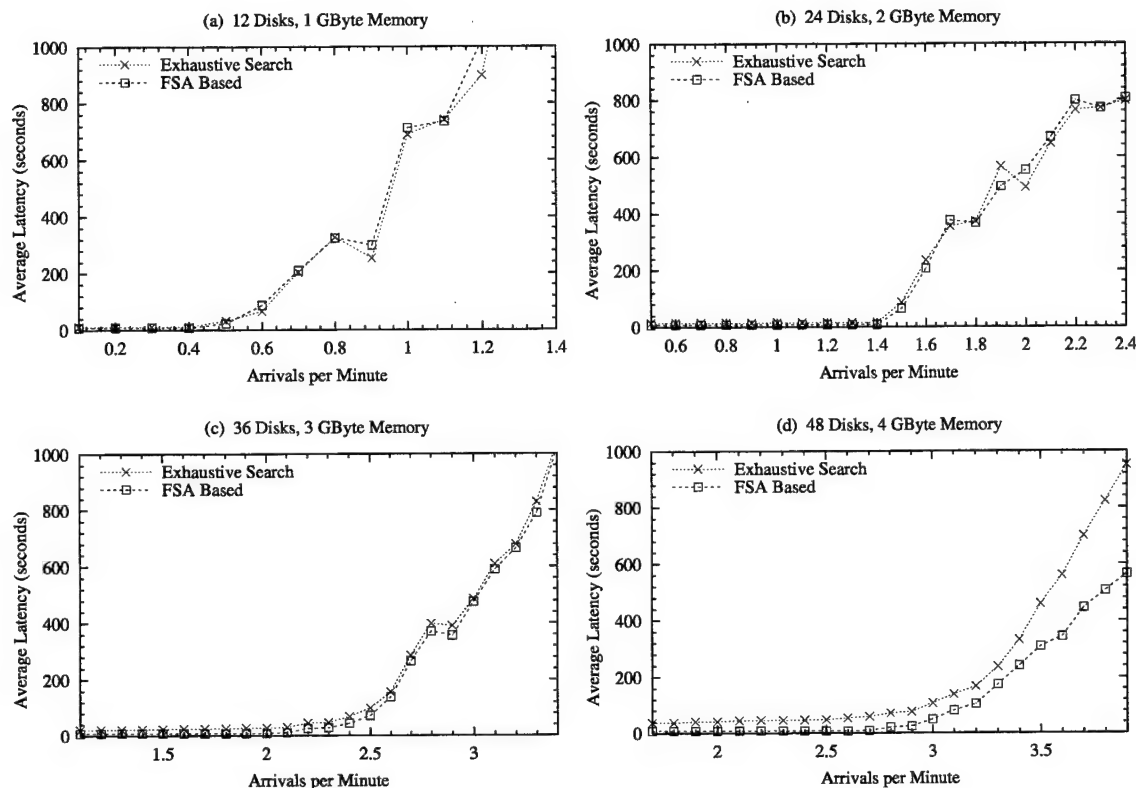 (a) 12 Disks, 1 GByte Memory
1000
800
600
400
200
0
Average Latency (seconds)
Exhaustive Search
FSA Based
0.2 0.4 0.6 0.8 1 1.2 1.4
Arrivals per Minute
(b) 24 Disks, 2 GByte Memory
1000
800
600
400
200
0
Average Latency (seconds)
Exhaustive Search
FSA Based
0.6 0.8 1 1.2 1.4 1.6 1.8 2 2.2 2.4
Arrivals per Minute
(c) 36 Disks, 3 GByte Memory
1000
800
600
400
200
0
Average Latency (seconds)
Exhaustive Search
FSA Based
1.5 2 2.5 3
Arrivals per Minute
(d) 48 Disks, 4 GByte Memory
1000
800
600
400
200
0
Average Latency (seconds)
Exhaustive Search
FSA Based
2 2.5 3 3.5
Arrivals per Minute